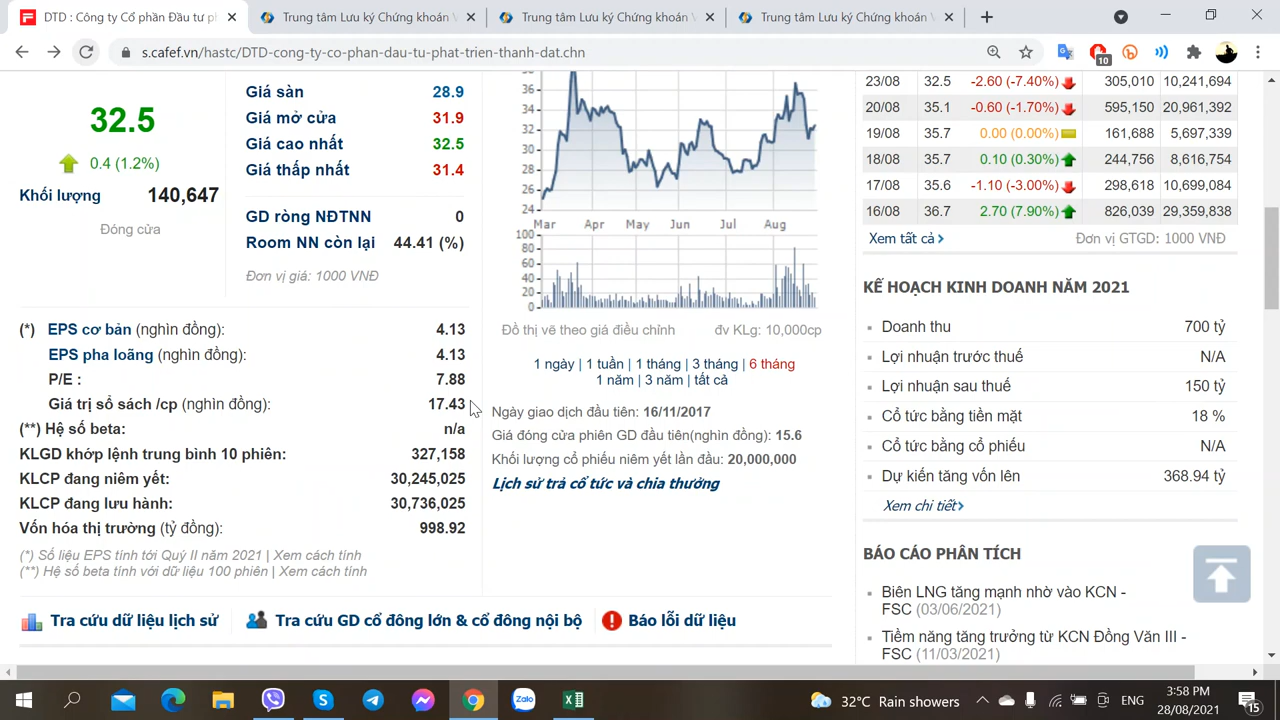 DTD : Công ty Cổ phần Đầu tư ph
Trung tâm Lưu ký Chứng khoán V
Trung tâm Lưu ký Chứng khoán V
Trung tâm Lưu ký Chứng khoán V
s.cafef.vn/hastc/DTD-cong-ty-co-phan-dau-tu-phat-trien-thanh-dat.chn
10
32.5
0.4 (1.2%)
Khối lượng 140,647
Đóng cửa
Giá sàn 28.9
Giá mở cửa 31.9
Giá cao nhất 32.5
Giá thấp nhất 31.4
GD ròng NĐTNN 0
Room NN còn lại 44.41 (%)
Đơn vị giá: 1000 VNĐ
(*) EPS cơ bản (nghìn đồng): 4.13
EPS pha loãng (nghìn đồng): 4.13
P/E : 7.88
Giá trị sổ sách /cp (nghìn đồng): 17.43
(**) Hệ số beta: n/a
KLGD khớp lệnh trung bình 10 phiên: 327,158
KLCP đang niêm yết: 30,245,025
KLCP đang lưu hành: 30,736,025
Vốn hóa thị trường (tỷ đồng): 998.92
(*) Số liệu EPS tính tới Quý II năm 2021 | Xem cách tính
(**) Hệ số beta tính với dữ liệu 100 phiên | Xem cách tính
Tra cứu dữ liệu lịch sử
Tra cứu GD cổ đông lớn & cổ đông nội bộ
Báo lỗi dữ liệu
36
34
32
30
28
26
24
Mar Apr May Jun Jul Aug
100
80
60
40
20
0
Đồ thị vẽ theo giá điều chỉnh đv KLg: 10,000cp
1 ngày | 1 tuần | 1 tháng | 3 tháng | 6 tháng
1 năm | 3 năm | tất cả
Ngày giao dịch đầu tiên: 16/11/2017
Giá đóng cửa phiên GD đầu tiên(nghìn đồng): 15.6
Khối lượng cổ phiếu niêm yết lần đầu: 20,000,000
Lịch sử trả cổ tức và chia thưởng
23/08 32.5 -2.60 (-7.40%) 305,010 10,241,694
20/08 35.1 -0.60 (-1.70%) 595,150 20,961,392
19/08 35.7 0.00 (0.00%) 161,688 5,697,339
18/08 35.7 0.10 (0.30%) 244,756 8,616,754
17/08 35.6 -1.10 (-3.00%) 298,618 10,699,084
16/08 36.7 2.70 (7.90%) 826,039 29,359,838
Xem tất cả Đơn vị GTGD: 1000 VNĐ
KẾ HOẠCH KINH DOANH NĂM 2021
Doanh thu 700 tỷ
Lợi nhuận trước thuế N/A
Lợi nhuận sau thuế 150 tỷ
Cổ tức bằng tiền mặt 18 %
Cổ tức bằng cổ phiếu N/A
Dự kiến tăng vốn lên 368.94 tỷ
Xem chi tiết
BÁO CÁO PHÂN TÍCH
Biên LNG tăng mạnh nhờ vào KCN -
FSC (03/06/2021)
Tiềm năng tăng trưởng từ KCN Đồng Văn III -
FSC (11/03/2021)
Zalo
32°C Rain showers
ENG
3:58 PM
28/08/2021
15